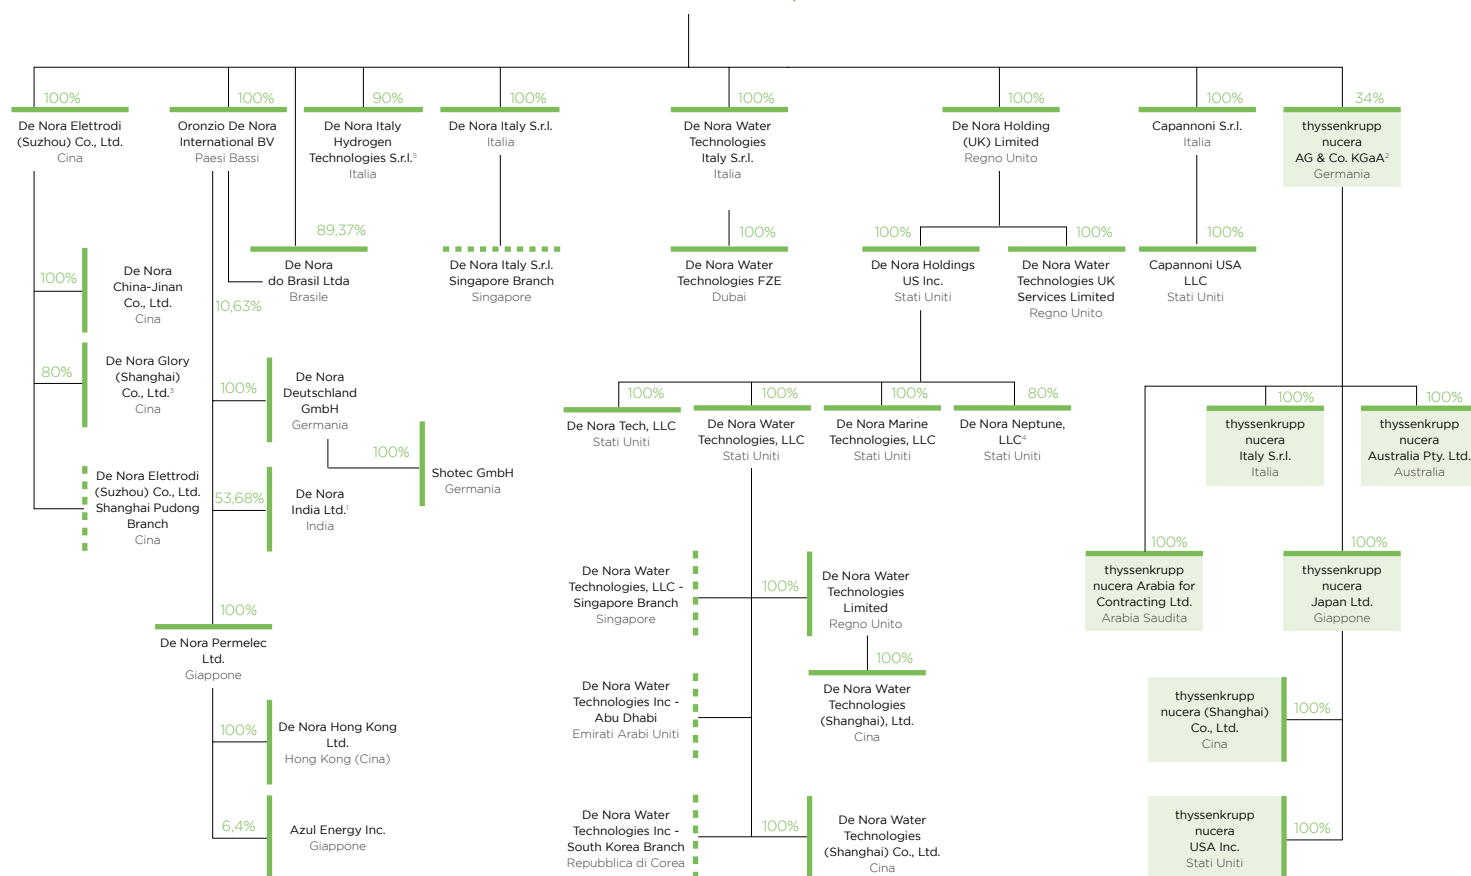 100%
De Nora Elettrodi
(Suzhou) Co., Ltd.
Cina
100%
Oronzio De Nora
International BV
Paesi Bassi
90%
De Nora Italy
Hydrogen
Technologies S.r.l.⁵
Italia
100%
De Nora Italy S.r.l.
Italia
100%
De Nora Water
Technologies
Italy S.r.l.
Italia
100%
De Nora Holding
(UK) Limited
Regno Unito
100%
Capannoni S.r.l.
Italia
34%
thyssenkrupp
nucera
AG & Co. KGaA²
Germania
100%
De Nora
China-Jinan
Co., Ltd.
Cina
80%
De Nora Glory
(Shanghai)
Co., Ltd.³
Cina
De Nora Elettrodi
(Suzhou) Co., Ltd.
Shanghai Pudong
Branch
Cina
89,37%
De Nora
do Brasil Ltda
Brasile
10,63%
100%
De Nora
Deutschland
GmbH
Germania
100%
Shotec GmbH
Germania
53,68%
De Nora
India Ltd.¹
India
100%
De Nora Permelec
Ltd.
Giappone
100%
De Nora Hong Kong
Ltd.
Hong Kong (Cina)
6,4%
Azul Energy Inc.
Giappone
De Nora Italy S.r.l.
Singapore Branch
Singapore
100%
De Nora Water
Technologies FZE
Dubai
100%
De Nora Holdings
US Inc.
Stati Uniti
100%
De Nora Water
Technologies UK
Services Limited
Regno Unito
100%
Capannoni USA
LLC
Stati Uniti
100%
De Nora Tech, LLC
Stati Uniti
100%
De Nora Water
Technologies, LLC
Stati Uniti
100%
De Nora Marine
Technologies, LLC
Stati Uniti
80%
De Nora Neptune,
LLC⁴
Stati Uniti
De Nora Water
Technologies, LLC -
Singapore Branch
Singapore
100%
De Nora Water
Technologies
Limited
Regno Unito
100%
De Nora Water
Technologies
(Shanghai), Ltd.
Cina
De Nora Water
Technologies Inc -
Abu Dhabi
Emirati Arabi Uniti
De Nora Water
Technologies Inc -
South Korea Branch
Repubblica di Corea
100%
De Nora Water
Technologies
(Shanghai) Co., Ltd.
Cina
100%
thyssenkrupp
nucera
Italy S.r.l.
Italia
100%
thyssenkrupp
nucera
Australia Pty. Ltd.
Australia
100%
thyssenkrupp
nucera Arabia for
Contracting Ltd.
Arabia Saudita
100%
thyssenkrupp
nucera
Japan Ltd.
Giappone
thyssenkrupp
nucera (Shanghai)
Co., Ltd.
Cina
100%
thyssenkrupp
nucera
USA Inc.
Stati Uniti
100%